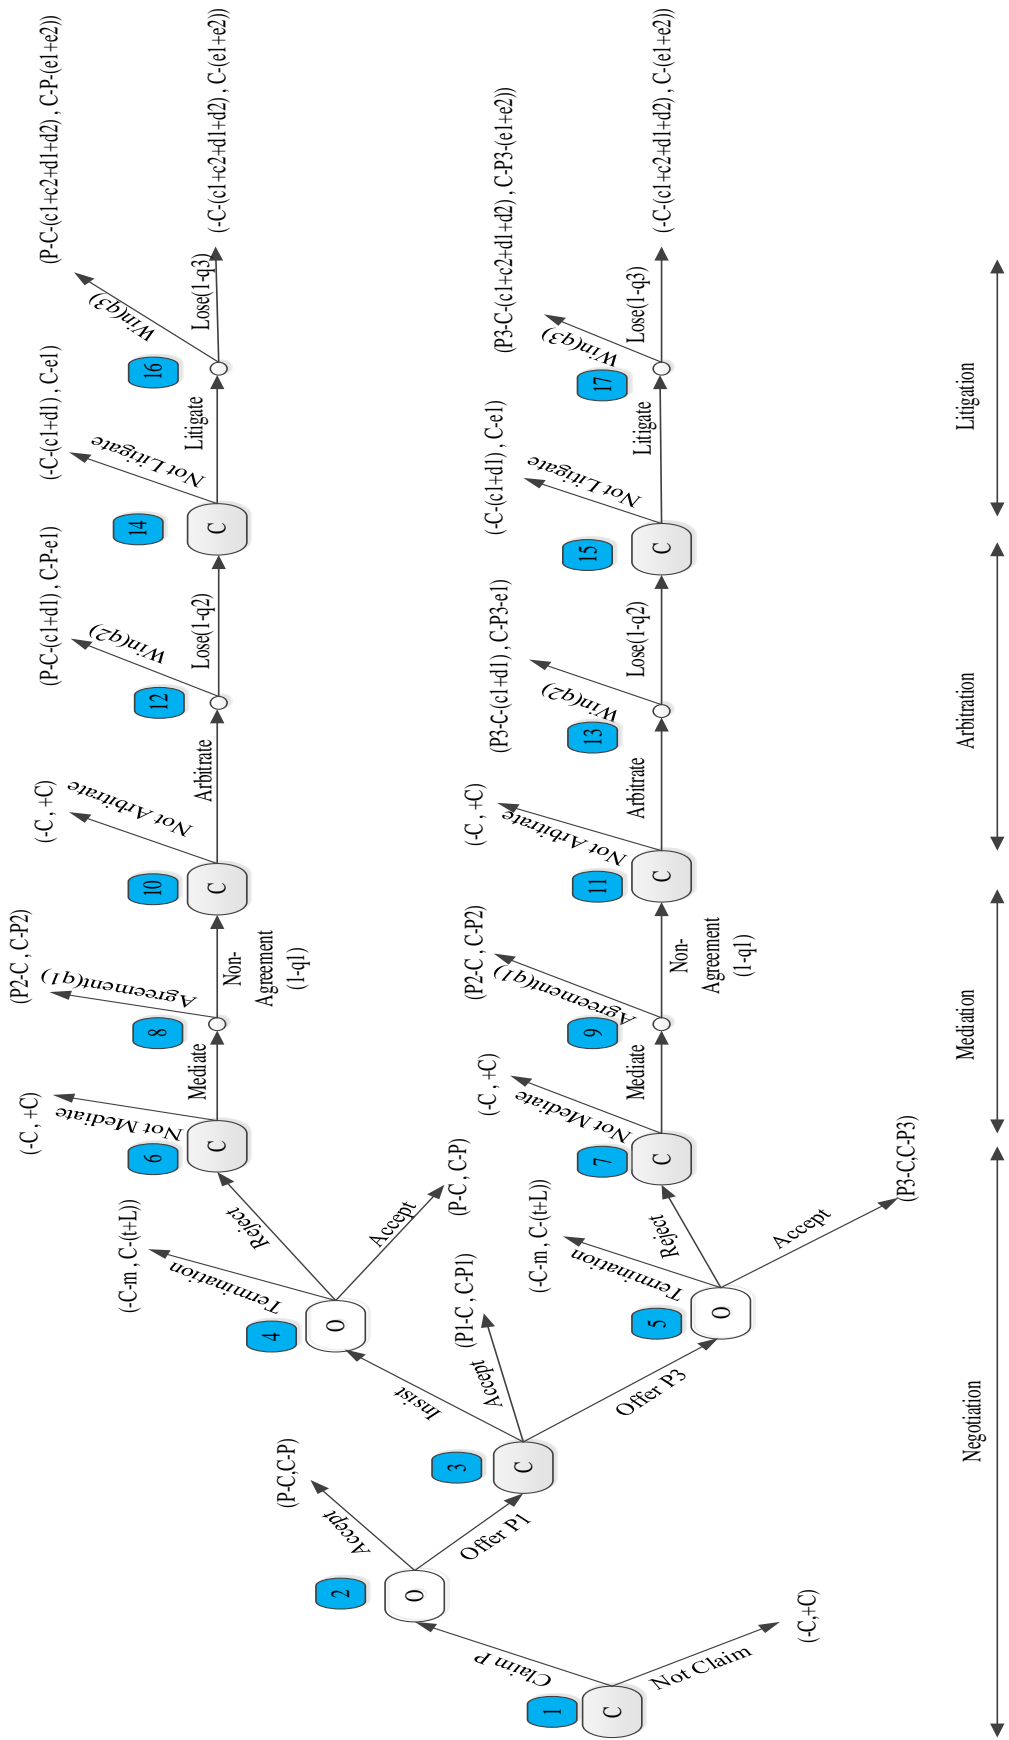 1
C
Claim P
Not Claim
(-C,+C)
2
O
Accept
(P-C,C-P)
Offer P1
3
C
Insist
Accept
(P1-C , C-P1)
Offer P3
4
O
Termination
(-C-m , C-(t+L))
Reject
Accept
(P-C , C-P)
5
O
Termination
(-C-m , C-(t+L))
Reject
Accept
(P3-C,C-P3)
6
C
Not Mediate
(-C , +C)
Mediate
8
Agreement(q1)
(P2-C , C-P2)
Non-
Agreement
(1-q1)
10
C
Not Arbitrate
(-C , +C)
Arbitrate
12
Win(q2)
(P-C-(c1+d1) , C-P-e1)
Lose(1-q2)
14
C
Not Litigate
(-C-(c1+d1) , C-e1)
Litigate
16
Win(q3)
(P-C-(c1+c2+d1+d2) , C-P-(e1+e2))
Lose(1-q3)
(-C-(c1+c2+d1+d2) , C-(e1+e2))
7
C
Not Mediate
(-C , +C)
Mediate
9
Agreement(q1)
(P2-C , C-P2)
Non-
Agreement
(1-q1)
11
C
Not Arbitrate
(-C , +C)
Arbitrate
13
Win(q2)
(P3-C-(c1+d1) , C-P3-e1)
Lose(1-q2)
15
C
Not Litigate
(-C-(c1+d1) , C-e1)
Litigate
17
Win(q3)
(P3-C-(c1+c2+d1+d2) , C-P3-(e1+e2))
Lose(1-q3)
(-C-(c1+c2+d1+d2) , C-(e1+e2))
Negotiation
Mediation
Arbitration
Litigation